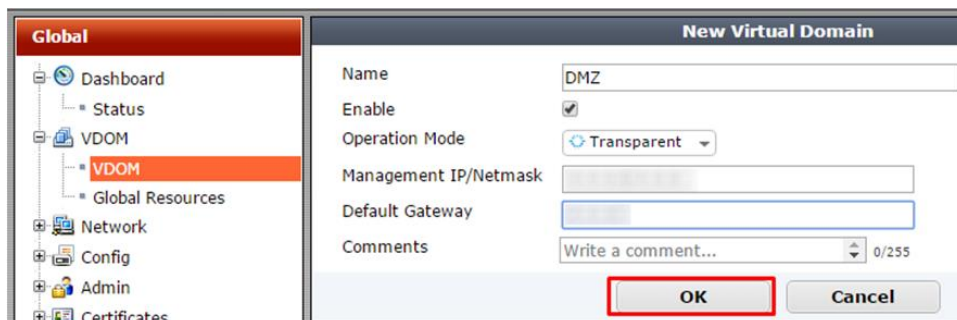 Global
Dashboard
Status
VDOM
VDOM
Global Resources
Network
Config
Admin
Certificates
New Virtual Domain
Name DMZ
Enable
Operation Mode Transparent
Management IP/Netmask
Default Gateway
Comments Write a comment... 0/255
OK Cancel